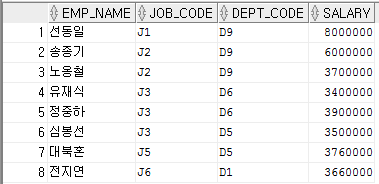 EMP_NAME JOB_CODE DEPT_CODE SALARY
1 선동일 J1 D9 8000000
2 송종기 J2 D9 6000000
3 노옹철 J2 D9 3700000
4 유재식 J3 D6 3400000
5 정중하 J3 D6 3900000
6 심봉선 J3 D5 3500000
7 대북혼 J5 D5 3760000
8 전지연 J6 D1 3660000